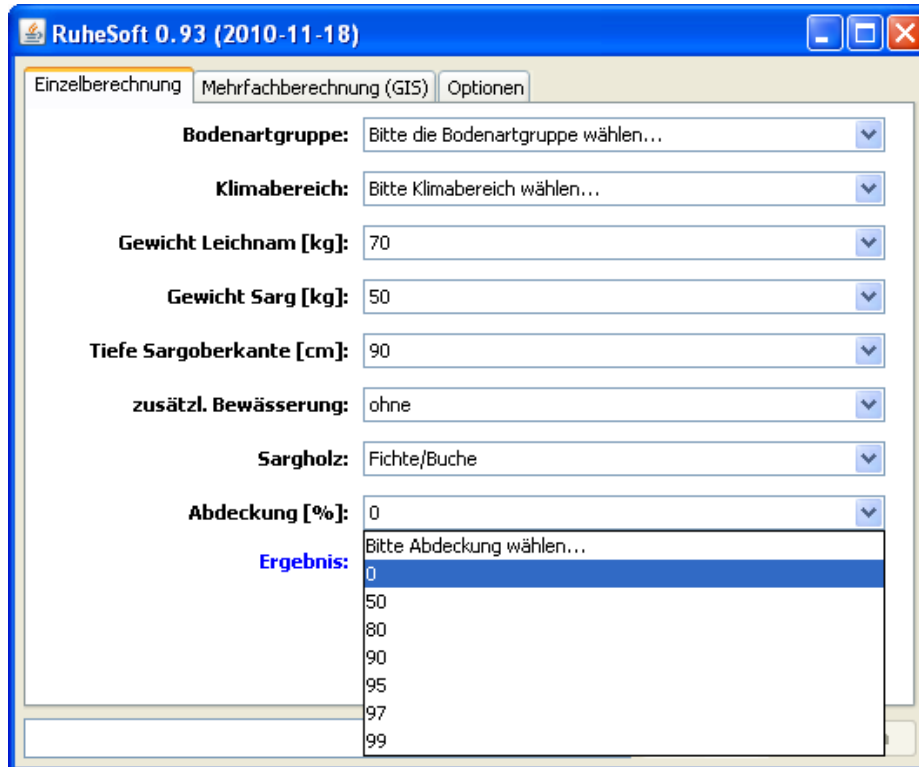 RuheSoft 0.93 (2010-11-18)
Einzelberechnung Mehrfachberechnung (GIS) Optionen
Bodenartgruppe: Bitte die Bodenartgruppe wählen...
Klimabereich: Bitte Klimabereich wählen...
Gewicht Leichnam [kg]: 70
Gewicht Sarg [kg]: 50
Tiefe Sargoberkante [cm]: 90
zusätzl. Bewässerung: ohne
Sargholz: Fichte/Buche
Abdeckung [%]: 0
Ergebnis:
Bitte Abdeckung wählen...
0
50
80
90
95
97
99